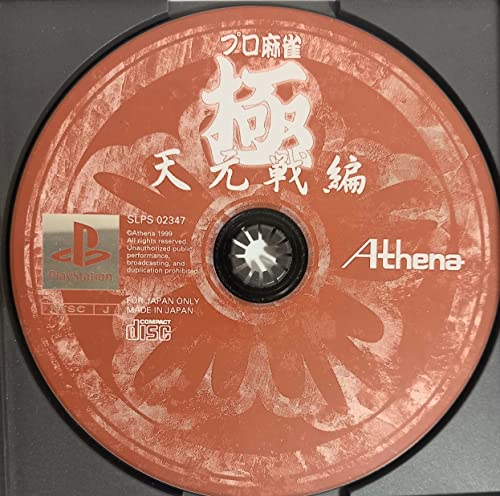 プロ麻雀
極
天元戦編
SLPS 02347
©Athena 1999
All rights reserved.
Unauthorized public
performance,
broadcasting, and
duplication prohibited.
Athena
PlayStation
FOR JAPAN ONLY
MADE IN JAPAN
COMPACT
disc